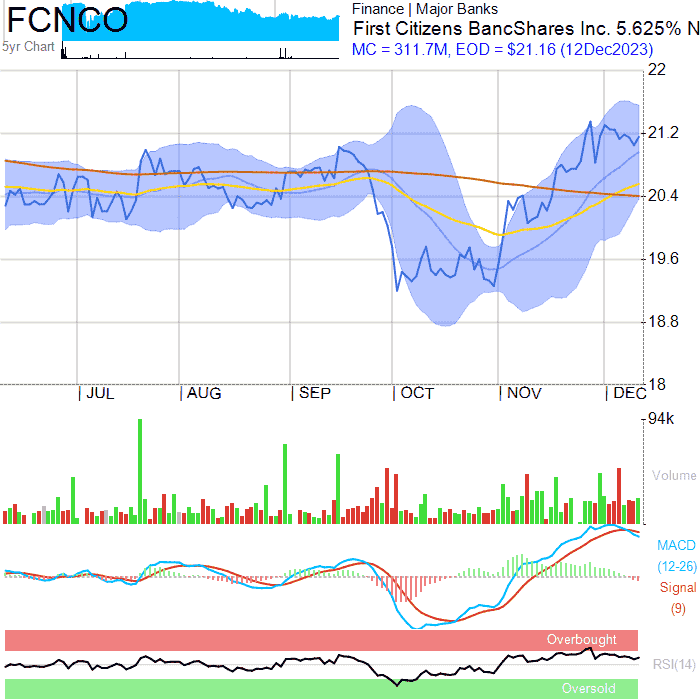 FCNCO
5yr Chart
Finance | Major Banks
First Citizens BancShares Inc. 5.625% N
MC = 311.7M, EOD = $21.16 (12Dec2023)
22
21.2
20.4
19.6
18.8
18
| JUL | AUG | SEP | OCT | NOV | DEC
94k
Volume
MACD
(12-26)
Signal
(9)
Overbought
RSI(14)
Oversold